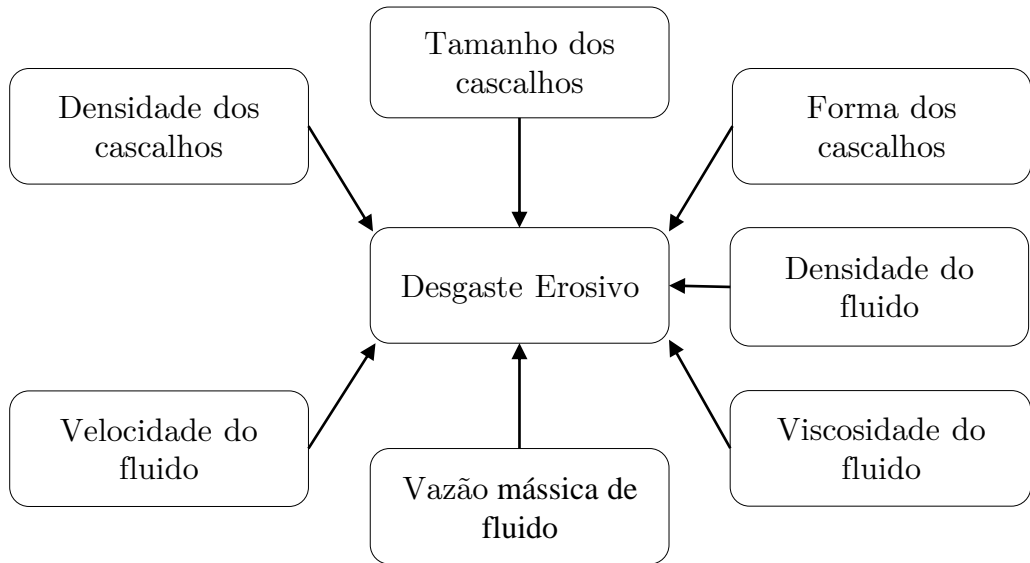 Tamanho dos
cascalhos
Densidade dos
cascalhos
Forma dos
cascalhos
Desgaste Erosivo
Densidade do
fluido
Velocidade do
fluido
Vazão mássica de
fluido
Viscosidade do
fluido